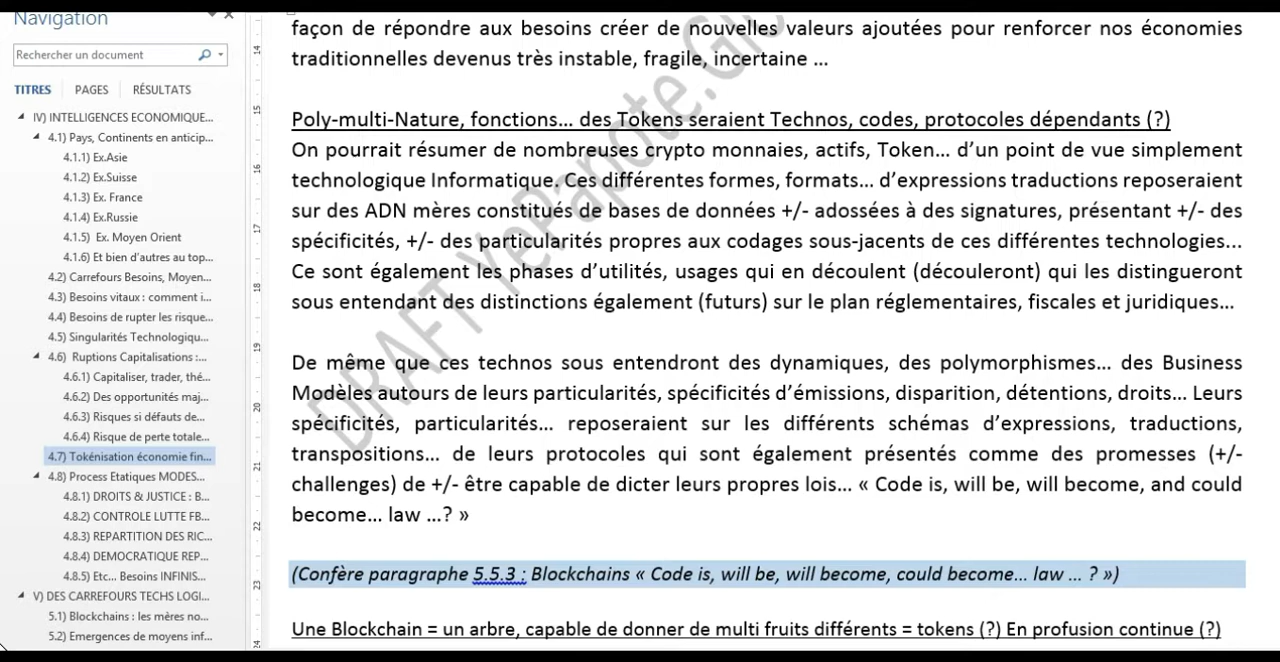 Navigation
Rechercher un document
TITRES PAGES RÉSULTATS
IV) INTELLIGENCES ECONOMIQUE...
4.1) Pays, Continents en anticip...
4.1.1) Ex.Asie
4.1.2) Ex.Suisse
4.1.3) Ex. France
4.1.4) Ex.Russie
4.1.5) Ex. Moyen Orient
4.1.6) Et bien d'autres au top...
4.2) Carrefours Besoins, Moyen...
4.3) Besoins vitaux : comment i...
4.4) Besoins de rupter les risque...
4.5) Singularités Technologiqu...
4.6) Ruptions Capitalisations :...
4.6.1) Capitaliser, trader, thé...
4.6.2) Des opportunités maj...
4.6.3) Risques si défauts de...
4.6.4) Risque de perte totale...
4.7) Tokénisation économie fin...
4.8) Process Etatiques MODES...
4.8.1) DROITS & JUSTICE : B...
4.8.2) CONTROLE LUTTE FB...
4.8.3) REPARTITION DES RIC...
4.8.4) DEMOCRATIQUE REP...
4.8.5) Etc... Besoins INFINIS...
V) DES CARREFOURS TECHS LOGI...
5.1) Blockchains : les mères no...
5.2) Emergences de moyens inf...
14
15
16
17
18
19
20
21
22
23
24
façon de répondre aux besoins créer de nouvelles valeurs ajoutées pour renforcer nos économies
traditionnelles devenus très instable, fragile, incertaine ...
Poly-multi-Nature, fonctions... des Tokens seraient Technos, codes, protocoles dépendants (?)
On pourrait résumer de nombreuses crypto monnaies, actifs, Token... d'un point de vue simplement
technologique Informatique. Ces différentes formes, formats... d'expressions traductions reposeraient
sur des ADN mères constitués de bases de données +/- adossées à des signatures, présentant +/- des
spécificités, +/- des particularités propres aux codages sous-jacents de ces différentes technologies...
Ce sont également les phases d'utilités, usages qui en découlent (découleront) qui les distingueront
sous entendant des distinctions également (futurs) sur le plan réglementaires, fiscales et juridiques...
De même que ces technos sous entendront des dynamiques, des polymorphismes... des Business
Modèles autours de leurs particularités, spécificités d'émissions, disparition, détentions, droits... Leurs
spécificités, particularités... reposeraient sur les différents schémas d'expressions, traductions,
transpositions... de leurs protocoles qui sont également présentés comme des promesses (+/-
challenges) de +/- être capable de dicter leurs propres lois... « Code is, will be, will become, and could
become... law ...? »
(Confère paragraphe 5.5.3 : Blockchains « Code is, will be, will become, could become... law ... ? »)
Une Blockchain = un arbre, capable de donner de multi fruits différents = tokens (?) En profusion continue (?)